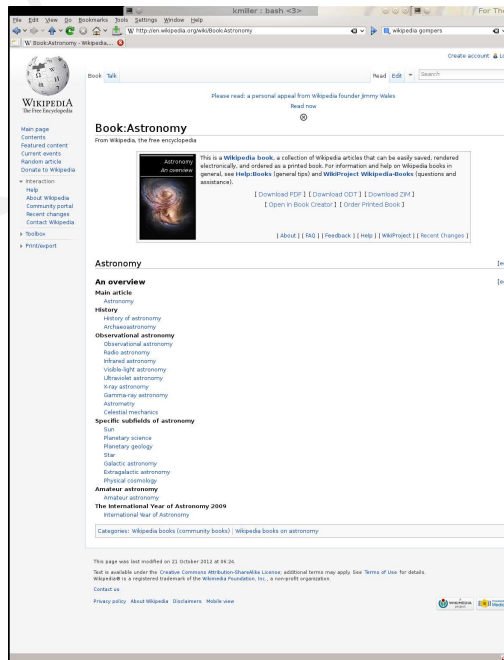 kmiller : bash <3>
For The
File Edit View Go Bookmarks Tools Settings Window Help
W http://en.wikipedia.org/wiki/Book:Astronomy
wikipedia gompers
W Book:Astronomy - Wikipedia,...
Create account
WIKIPEDIA
The Free Encyclopedia
Main page
Contents
Featured content
Current events
Random article
Donate to Wikipedia
Interaction
Help
About Wikipedia
Community portal
Recent changes
Contact Wikipedia
Toolbox
Print/export
Book Talk
Read Edit Search
Please read: a personal appeal from Wikipedia founder Jimmy Wales
Read now
Book:Astronomy
From Wikipedia, the free encyclopedia
Astronomy
An overview
This is a Wikipedia book, a collection of Wikipedia articles that can be easily saved, rendered
electronically, and ordered as a printed book. For information and help on Wikipedia books in
general, see Help:Books (general tips) and WikiProject Wikipedia-Books (questions and
assistance).
[ Download PDF ] [ Download ODT ] [ Download ZIM ]
[ Open in Book Creator ] [ Order Printed Book ]
[ About ] [ FAQ ] [ Feedback ] [ Help ] [ WikiProject ] [ Recent Changes ]
Astronomy
An overview
Main article
Astronomy
History
History of astronomy
Archaeoastronomy
Observational astronomy
Observational astronomy
Radio astronomy
Infrared astronomy
Visible-light astronomy
Ultraviolet astronomy
X-ray astronomy
Gamma-ray astronomy
Astrometry
Celestial mechanics
Specific subfields of astronomy
Sun
Planetary science
Planetary geology
Star
Galactic astronomy
Extragalactic astronomy
Physical cosmology
Amateur astronomy
Amateur astronomy
The International Year of Astronomy 2009
International Year of Astronomy
Categories: Wikipedia books (community books) | Wikipedia books on astronomy
This page was last modified on 21 October 2012 at 06:24.
Text is available under the Creative Commons Attribution-ShareAlike License; additional terms may apply. See Terms of Use for details.
Wikipedia® is a registered trademark of the Wikimedia Foundation, Inc., a non-profit organization.
Contact us
Privacy policy About Wikipedia Disclaimers Mobile view
WIKIMEDIA
project